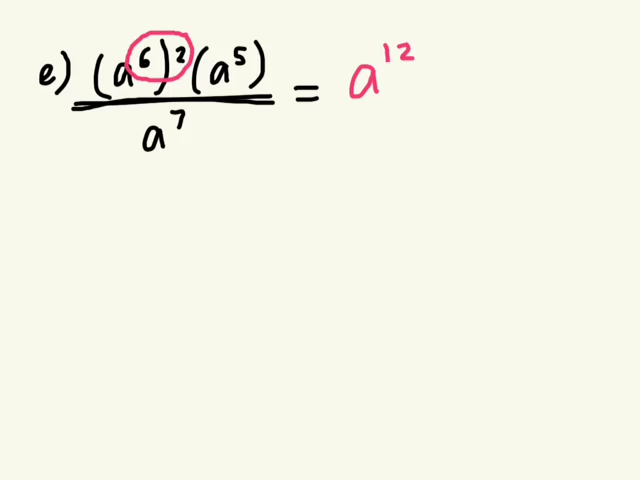 e) (a⁶)² (a⁵) = a¹²
a⁷